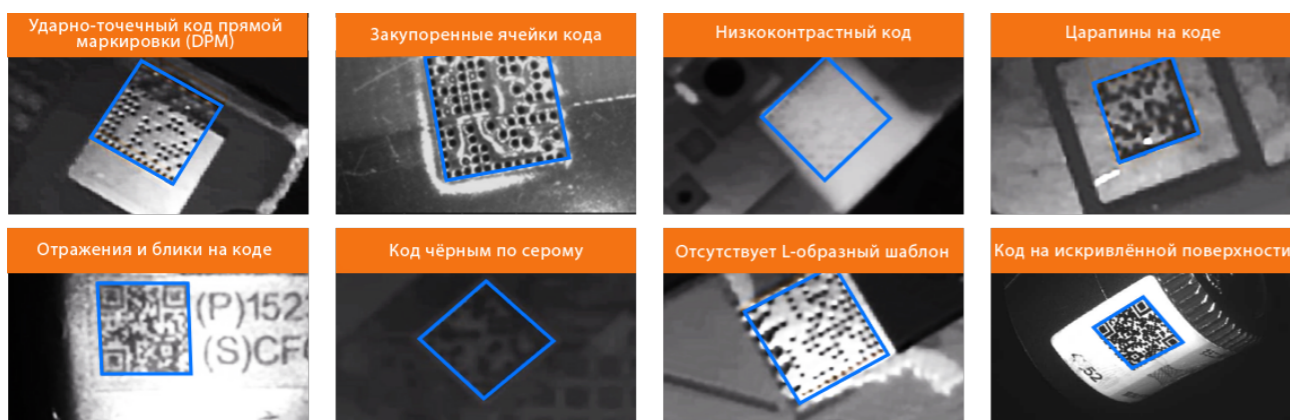 Ударно-точечный код прямой
маркировки (DPM)
Закупоренные ячейки кода
Низкоконтрастный код
Царапины на коде
Отражения и блики на коде
(P)152
(S)CF
Код чёрным по серому
Отсутствует L-образный шаблон
Код на искривлённой поверхности